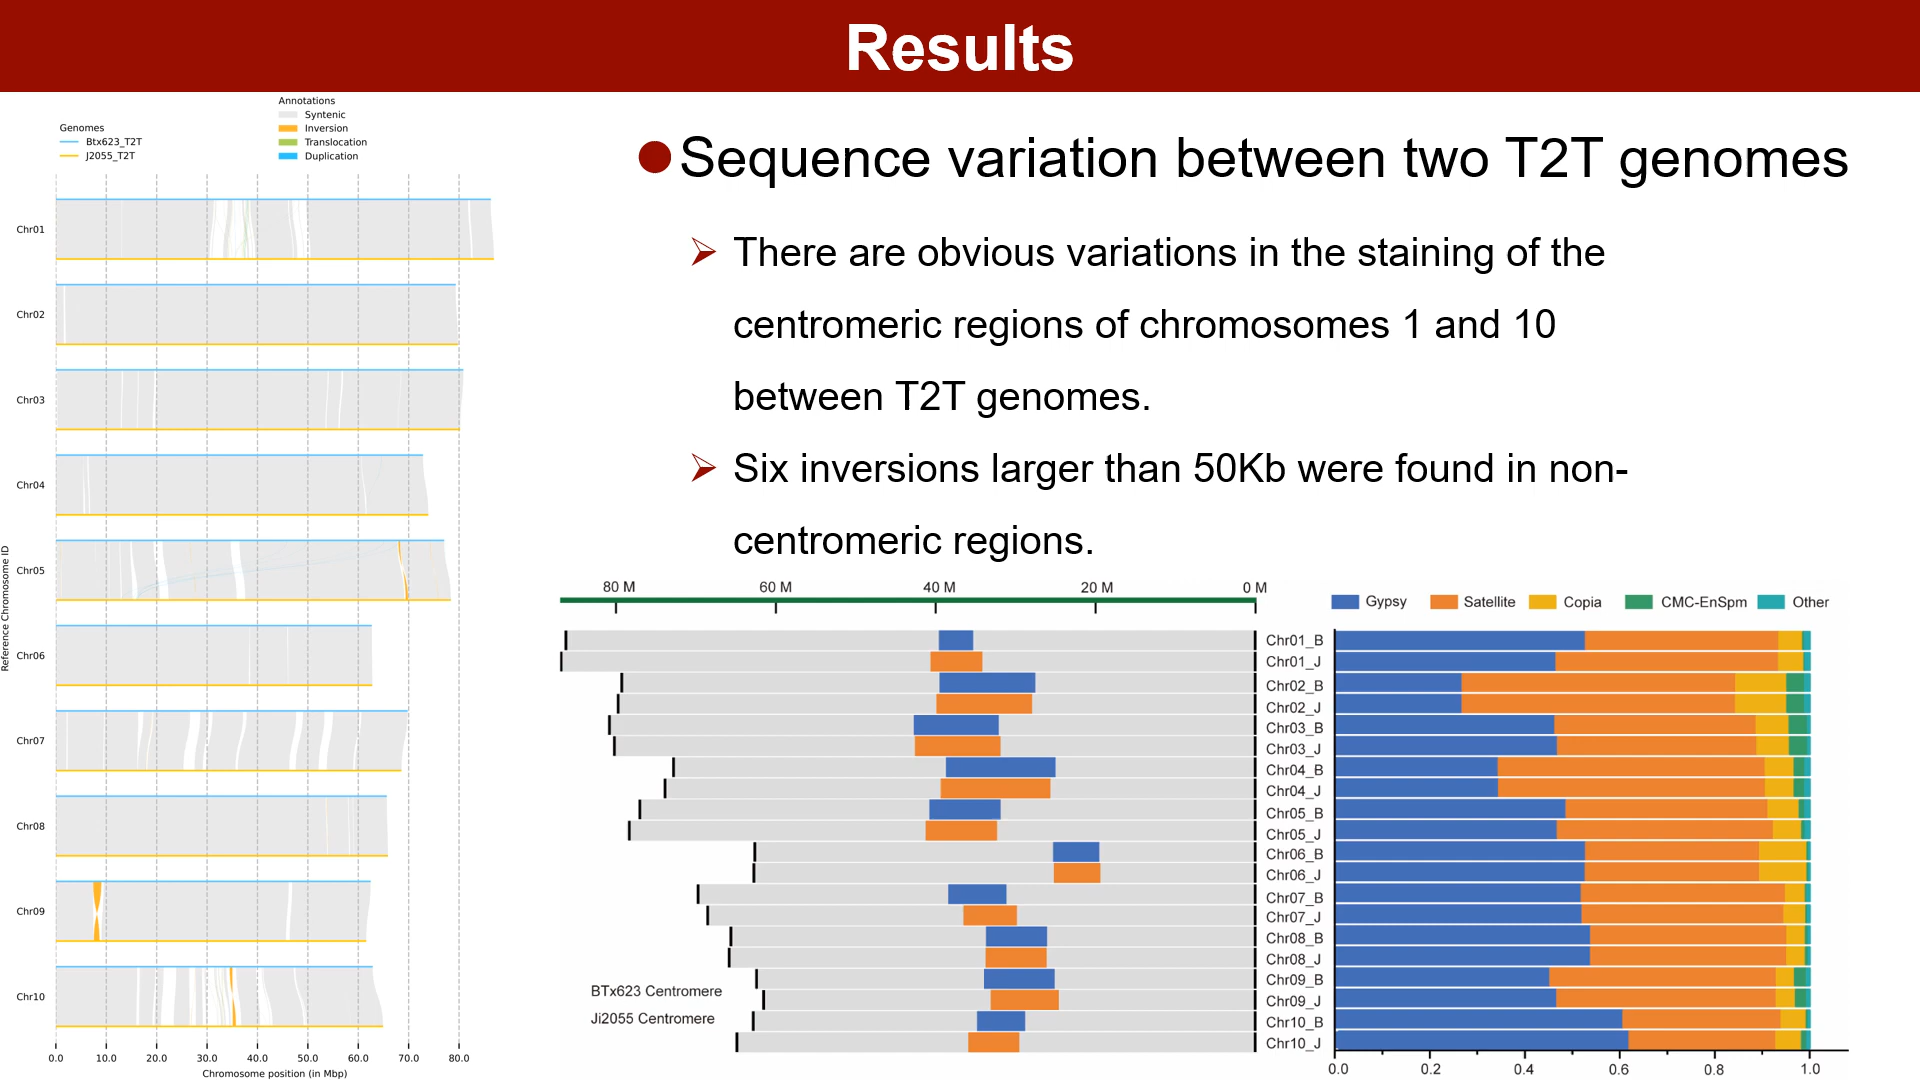 Results
Annotations
Syntenic
Inversion
Translocation
Duplication
Genomes
Btx623_T2T
J2055_T2T
Reference Chromosome ID
Chr01
Chr02
Chr03
Chr04
Chr05
Chr06
Chr07
Chr08
Chr09
Chr10
0.0 10.0 20.0 30.0 40.0 50.0 60.0 70.0 80.0
Chromosome position (in Mbp)
Sequence variation between two T2T genomes
There are obvious variations in the staining of the
centromeric regions of chromosomes 1 and 10
between T2T genomes.
Six inversions larger than 50Kb were found in non-
centromeric regions.
80 M 60 M 40 M 20 M 0 M
Gypsy Satellite Copia CMC-EnSpm Other
Chr01_B
Chr01_J
Chr02_B
Chr02_J
Chr03_B
Chr03_J
Chr04_B
Chr04_J
Chr05_B
Chr05_J
Chr06_B
Chr06_J
Chr07_B
Chr07_J
Chr08_B
Chr08_J
Chr09_B
Chr09_J
Chr10_B
Chr10_J
BTx623 Centromere
Ji2055 Centromere
0.0 0.2 0.4 0.6 0.8 1.0